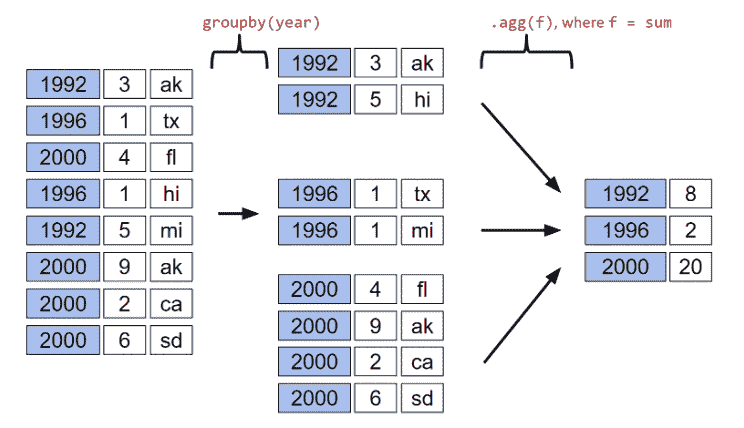 groupby(year)
.agg(f), where f = sum
1992 3 ak
1996 1 tx
2000 4 fl
1996 1 hi
1992 5 mi
2000 9 ak
2000 2 ca
2000 6 sd
1992 3 ak
1992 5 hi
1996 1 tx
1996 1 mi
2000 4 fl
2000 9 ak
2000 2 ca
2000 6 sd
1992 8
1996 2
2000 20